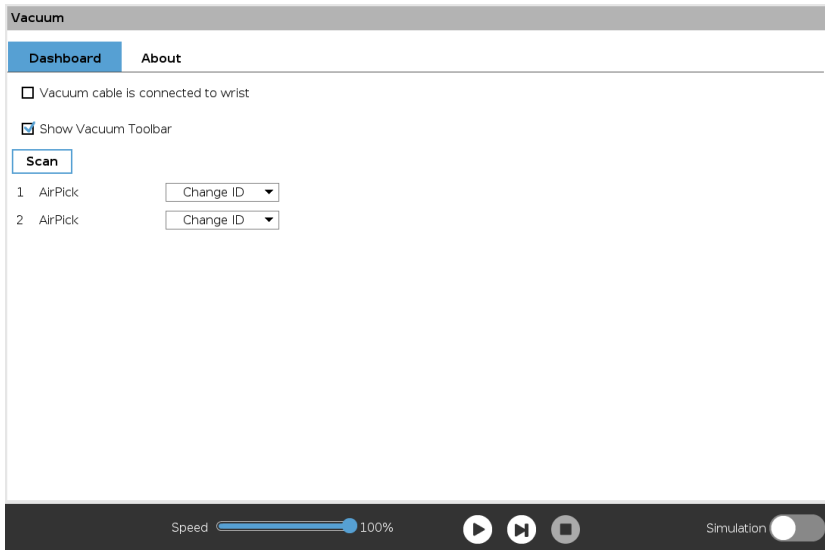 Vacuum
Dashboard About
Vacuum cable is connected to wrist
Show Vacuum Toolbar
Scan
1 AirPick Change ID
2 AirPick Change ID
Speed 100% Simulation